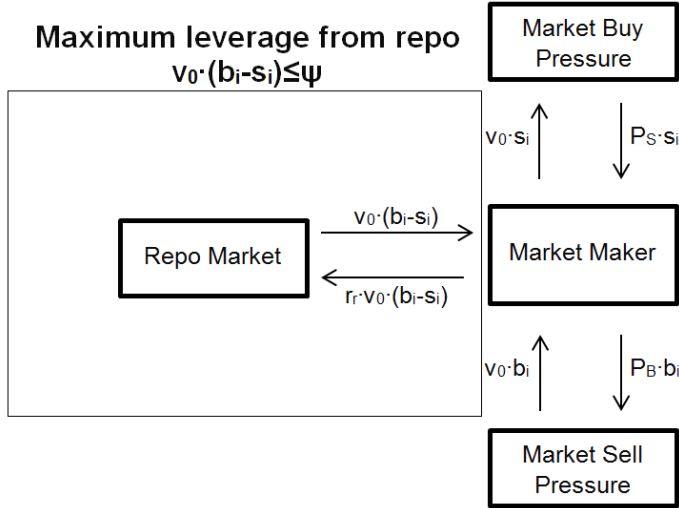 Maximum leverage from repo
v₀·(bᵢ-sᵢ)≤ψ
Market Buy
Pressure
v₀·sᵢ
P_S·sᵢ
v₀·(bᵢ-sᵢ)
Repo Market
Market Maker
rᵣ·v₀·(bᵢ-sᵢ)
v₀·bᵢ
P_B·bᵢ
Market Sell
Pressure